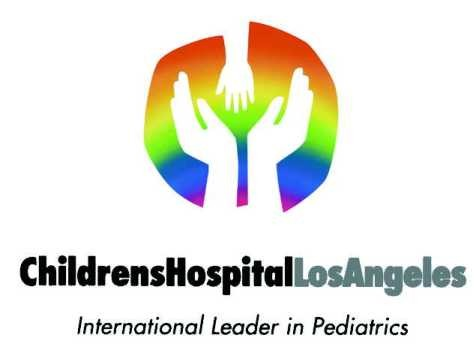 ChildrensHospitalLosAngeles
International Leader in Pediatrics